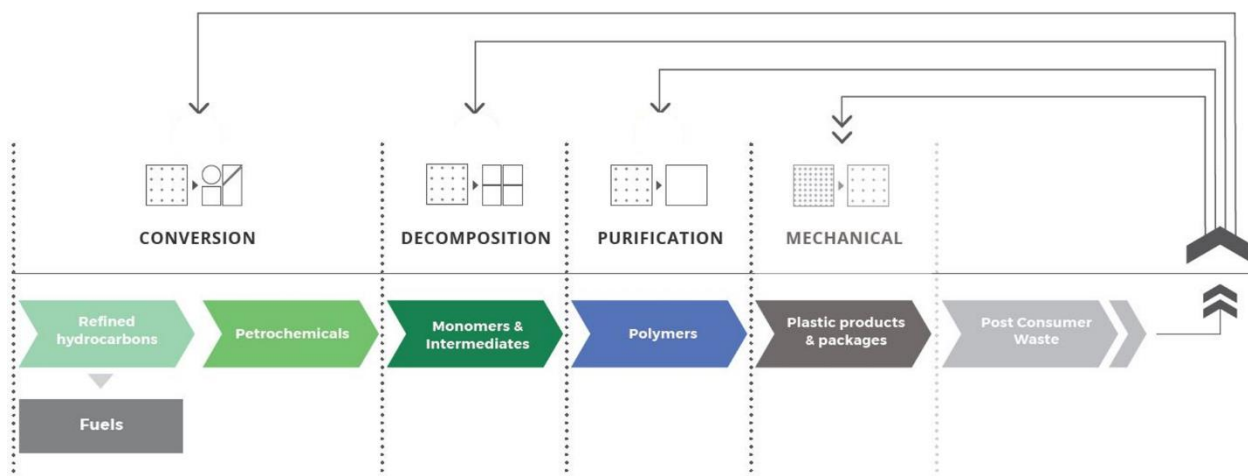 CONVERSION
DECOMPOSITION
PURIFICATION
MECHANICAL
Refined
hydrocarbons
Petrochemicals
Monomers &
Intermediates
Polymers
Plastic products
& packages
Post Consumer
Waste
Fuels